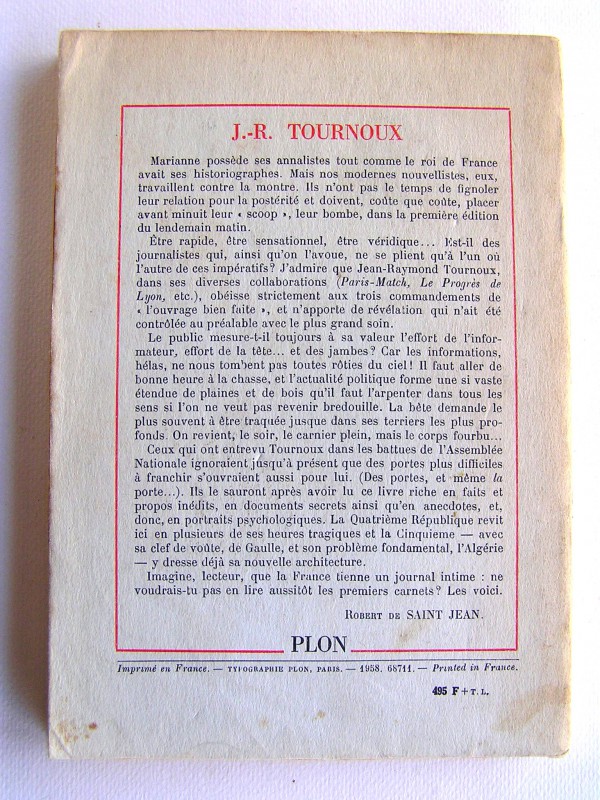 J.-R. TOURNOUX
Marianne possède ses annalistes tout comme le roi de France
avait ses historiographes. Mais nos modernes nouvellistes, eux,
travaillent contre la montre. Ils n'ont pas le temps de fignoler
leur relation pour la postérité et doivent, coûte que coûte, placer
avant minuit leur « scoop », leur bombe, dans la première édition
du lendemain matin.
Être rapide, être sensationnel, être véridique... Est-il des
journalistes qui, ainsi qu'on l'avoue, ne se plient qu'à l'un où
l'autre de ces impératifs? J'admire que Jean-Raymond Tournoux,
dans ses diverses collaborations (Paris-Match, Le Progrès de
Lyon, etc.), obéisse strictement aux trois commandements de
« l'ouvrage bien faite », et n'apporte de révélation qui n'ait été
contrôlée au préalable avec le plus grand soin.
Le public mesure-t-il toujours à sa valeur l'effort de l'infor-
mateur, effort de la tête... et des jambes? Car les informations,
hélas, ne nous tombent pas toutes rôties du ciel! Il faut aller de
bonne heure à la chasse, et l'actualité politique forme une si vaste
étendue de plaines et de bois qu'il faut l'arpenter dans tous les
sens si l'on ne veut pas revenir bredouille. La bête demande le
plus souvent à être traquée jusque dans ses terriers les plus pro-
fonds. On revient, le soir, le carnier plein, mais le corps fourbu...
Ceux qui ont entrevu Tournoux dans les battues de l'Assemblée
Nationale ignoraient jusqu'à présent que des portes plus difficiles
à franchir s'ouvraient aussi pour lui. (Des portes, et même la
porte...). Ils le sauront après avoir lu ce livre riche en faits et
propos inédits, en documents secrets ainsi qu'en anecdotes, et,
donc, en portraits psychologiques. La Quatrième République revit
ici en plusieurs de ses heures tragiques et la Cinquieme — avec
sa clef de voûte, de Gaulle, et son problème fondamental, l'Algérie
— y dresse déjà sa nouvelle architecture.
Imagine, lecteur, que la France tienne un journal intime : ne
voudrais-tu pas en lire aussitôt les premiers carnets? Les voici.
ROBERT DE SAINT JEAN.
PLON
Imprimé en France. — TYPOGRAPHIE PLON, PARIS. — 1958. 68711. — Printed in France.
495 F + T. L.